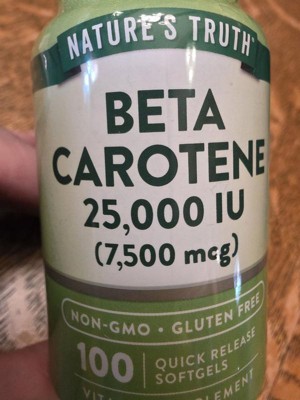 NATURE'S TRUTH
BETA
CAROTENE
25,000 IU
(7,500 mcg)
NON-GMO • GLUTEN FREE
100
QUICK RELEASE
SOFTGELS